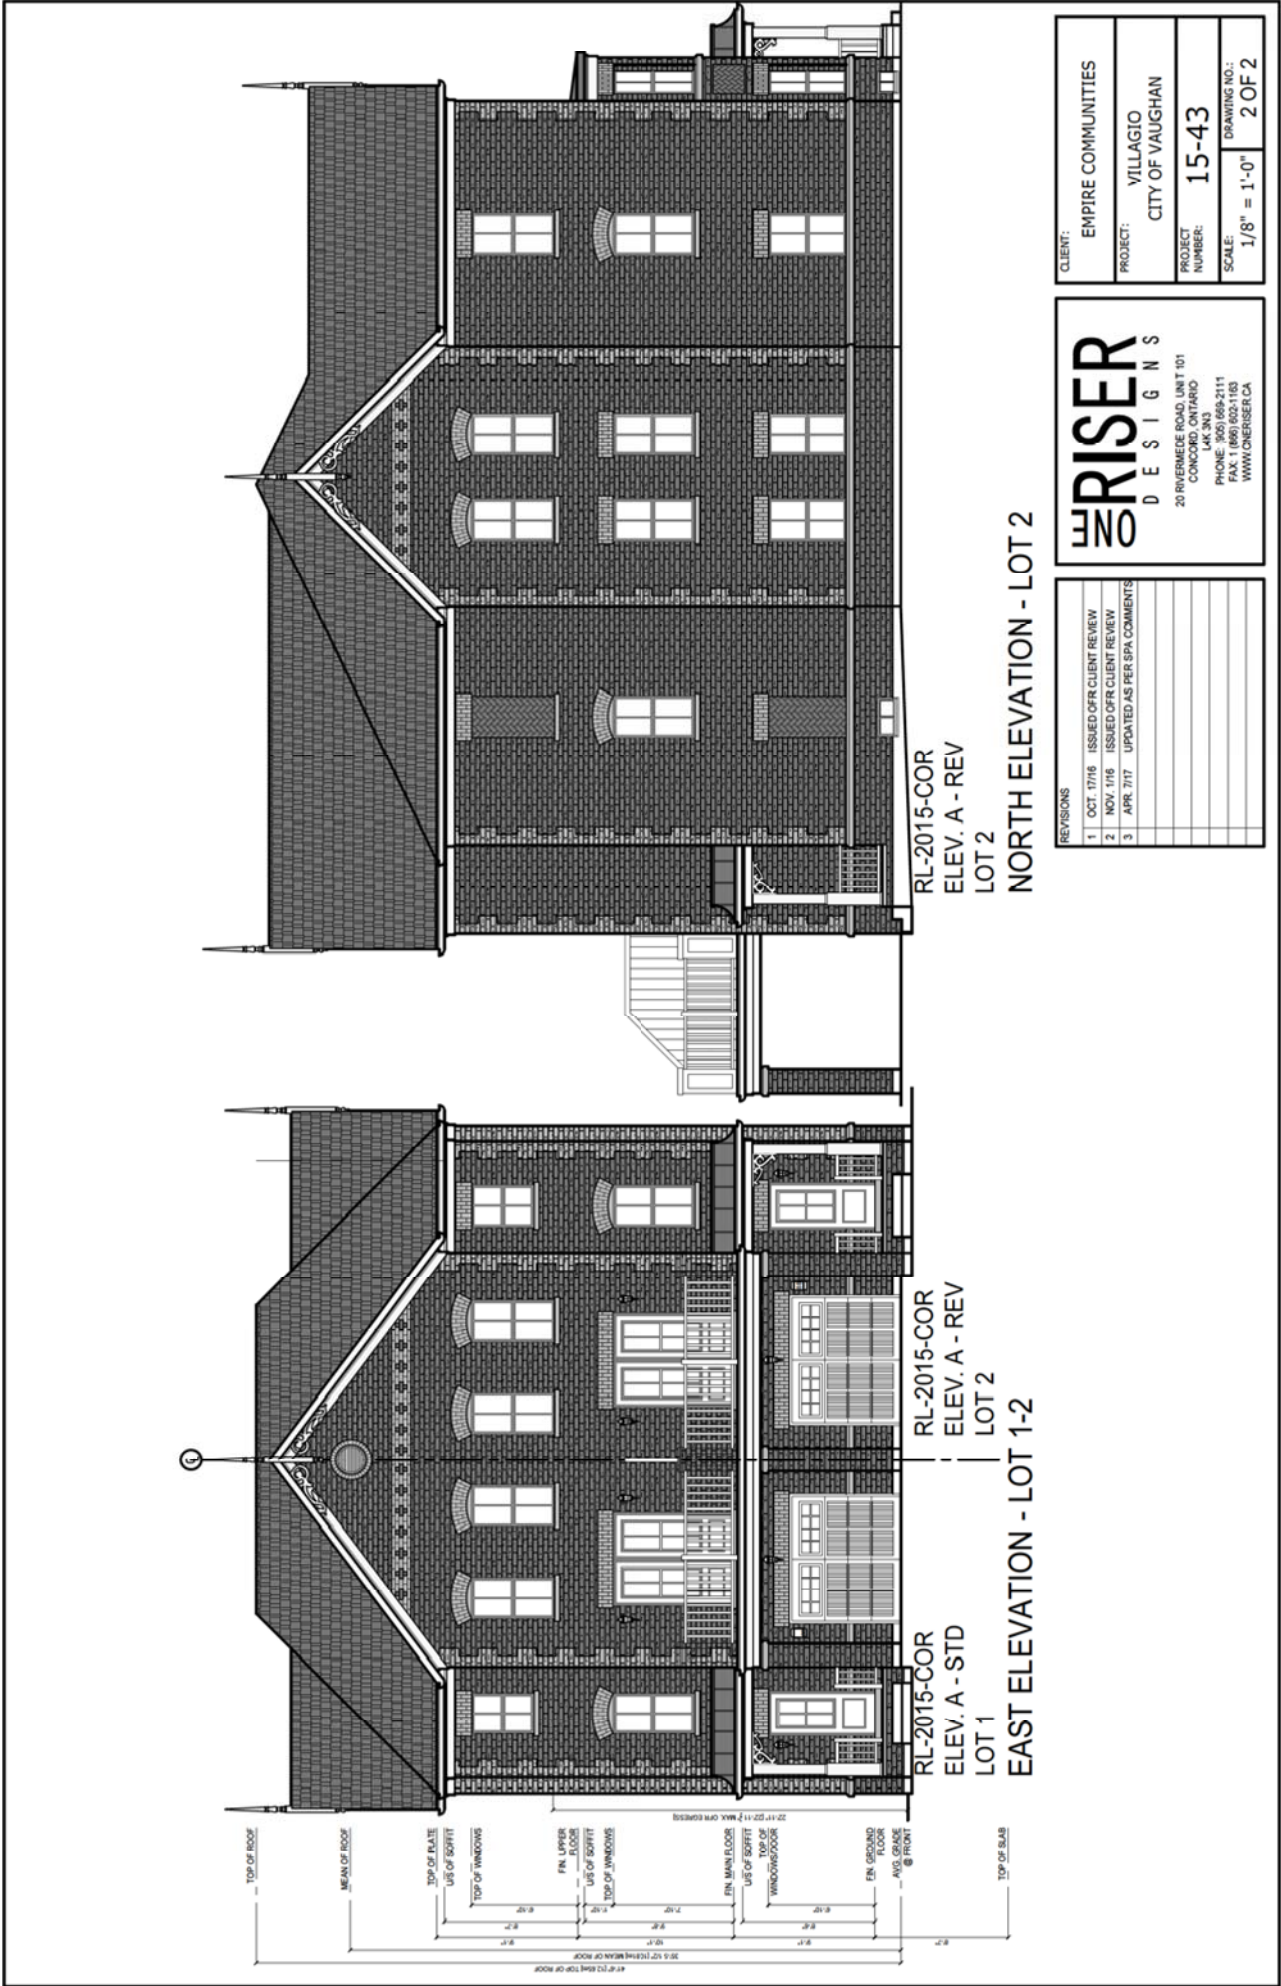 TOP OF ROOF
MEAN OF ROOF
TOP OF PLATE
U/S OF SOFFIT
TOP OF WINDOWS
FIN. UPPER
FLOOR
U/S OF SOFFIT
TOP OF WINDOWS
FIN. MAIN FLOOR
U/S OF SOFFIT
TOP OF
WINDOWS/DOOR
FIN. GROUND
FLOOR
AVG. GRADE
@ FRONT
TOP OF SLAB
RL-2015-COR
ELEV. A - STD
LOT 1
RL-2015-COR
ELEV. A - REV
LOT 2
EAST ELEVATION - LOT 1-2
RL-2015-COR
ELEV. A - REV
LOT 2
NORTH ELEVATION - LOT 2
REVISIONS
1 OCT. 17/16 ISSUED OFR CLIENT REVIEW
2 NOV. 1/16 ISSUED OFR CLIENT REVIEW
3 APR. 7/17 UPDATED AS PER SPA COMMENTS
ONE RISER
DESIGNS
20 RIVERMEDE ROAD, UNIT 101
CONCORD, ONTARIO
L4K 3N3
PHONE: (905) 669-2111
FAX: 1 (866) 602-1163
WWW.ONERISER.CA
CLIENT:
EMPIRE COMMUNITIES
PROJECT:
VILLAGIO
CITY OF VAUGHAN
PROJECT
NUMBER:
15-43
SCALE:
1/8" = 1'-0"
DRAWING NO.:
2 OF 2